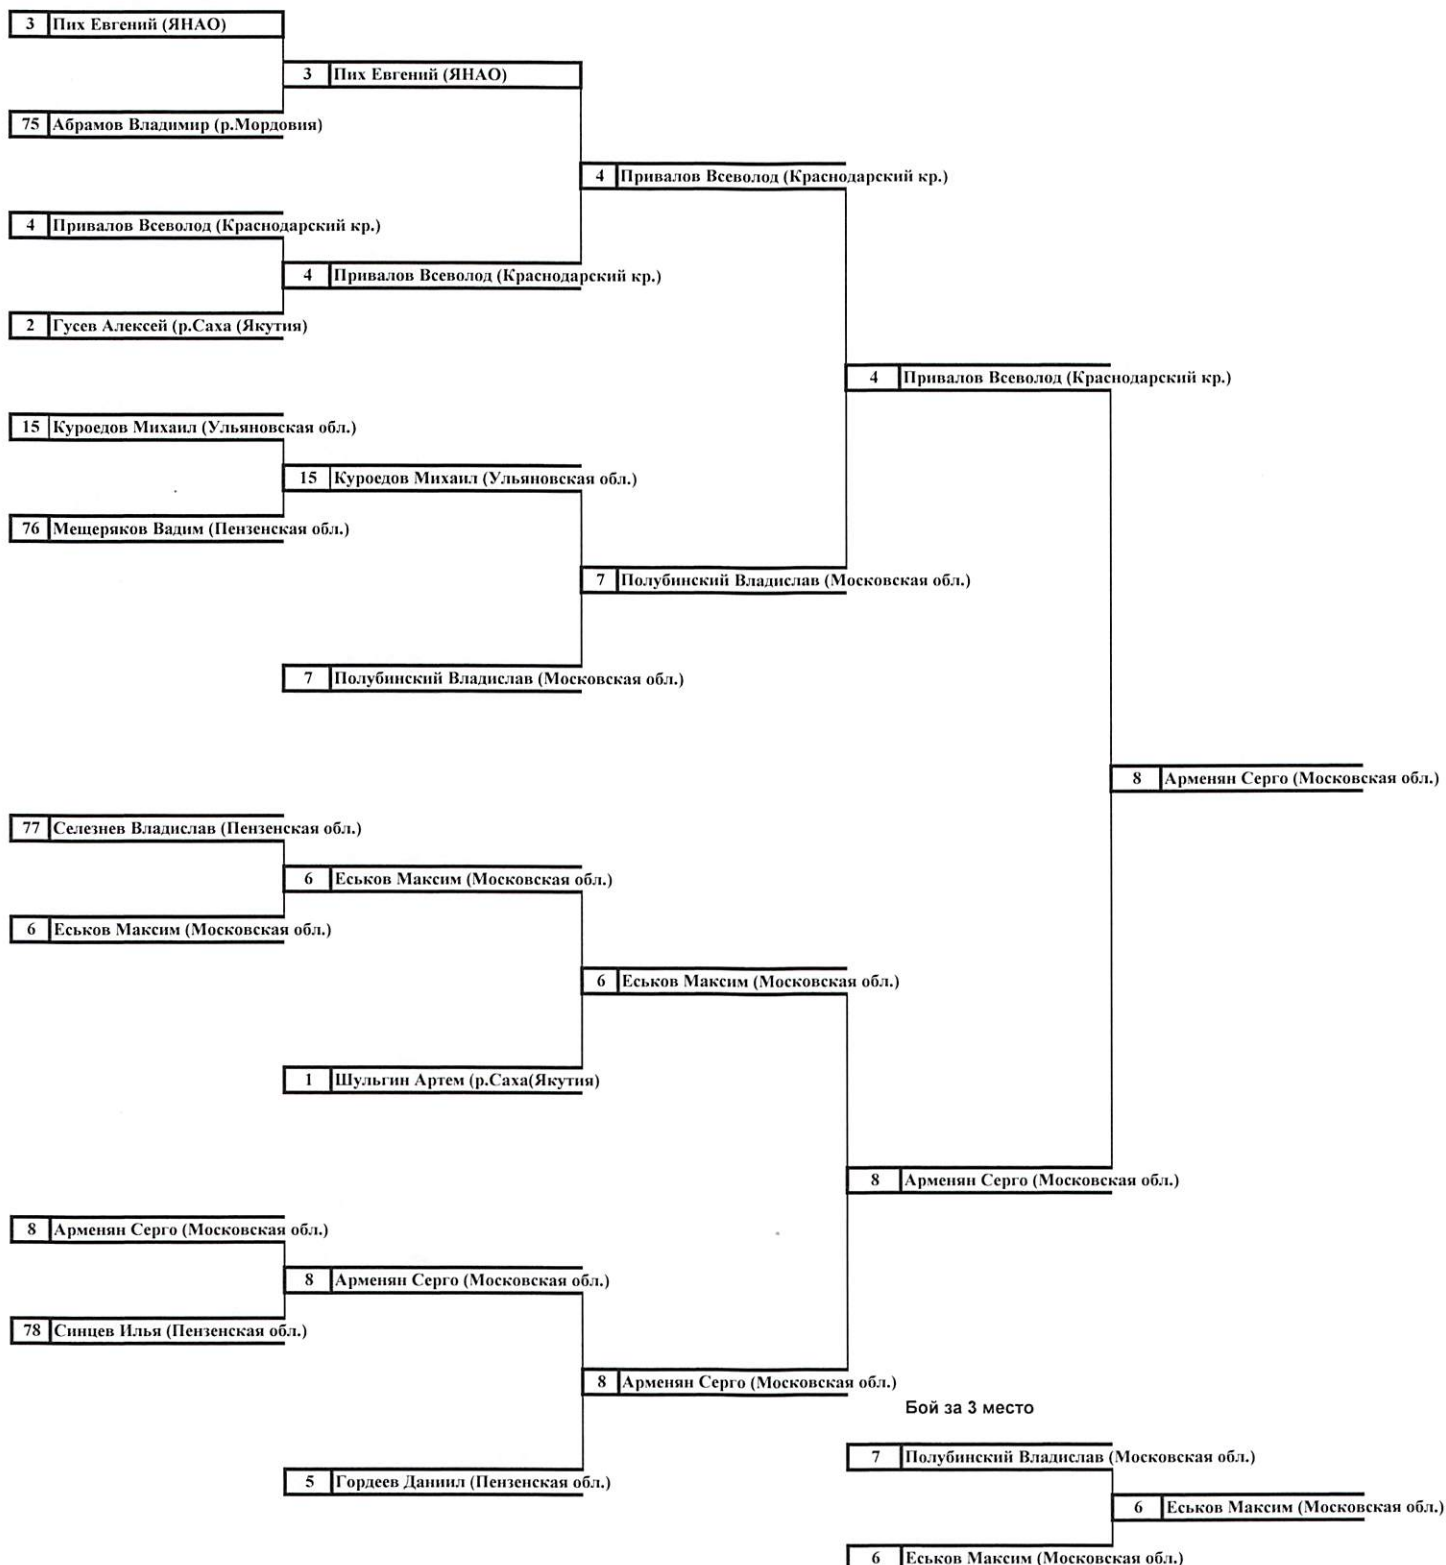 3 Пих Евгений (ЯНАО)
3 Пих Евгений (ЯНАО)
75 Абрамов Владимир (р.Мордовия)
4 Привалов Всеволод (Краснодарский кр.)
4 Привалов Всеволод (Краснодарский кр.)
4 Привалов Всеволод (Краснодарский кр.)
2 Гусев Алексей (р.Саха (Якутия)
4 Привалов Всеволод (Краснодарский кр.)
15 Куроедов Михаил (Ульяновская обл.)
15 Куроедов Михаил (Ульяновская обл.)
76 Мещеряков Вадим (Пензенская обл.)
7 Полубинский Владислав (Московская обл.)
7 Полубинский Владислав (Московская обл.)
8 Арменян Серго (Московская обл.)
77 Селезнев Владислав (Пензенская обл.)
6 Еськов Максим (Московская обл.)
6 Еськов Максим (Московская обл.)
6 Еськов Максим (Московская обл.)
1 Шульгин Артем (р.Саха(Якутия)
8 Арменян Серго (Московская обл.)
8 Арменян Серго (Московская обл.)
8 Арменян Серго (Московская обл.)
78 Синцев Илья (Пензенская обл.)
8 Арменян Серго (Московская обл.)
Бой за 3 место
7 Полубинский Владислав (Московская обл.)
5 Гордеев Даниил (Пензенская обл.)
6 Еськов Максим (Московская обл.)
6 Еськов Максим (Московская обл.)